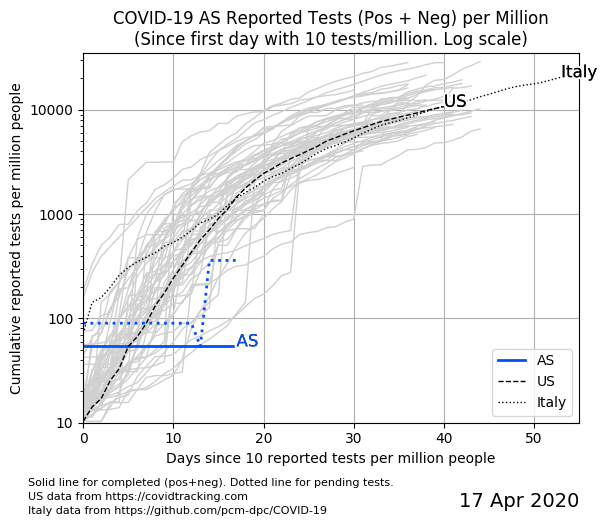 COVID-19 AS Reported Tests (Pos + Neg) per Million
(Since first day with 10 tests/million. Log scale)
Cumulative reported tests per million people
10000
1000
100
10
Italy
US
AS
AS
US
Italy
0
10
20
30
40
50
Days since 10 reported tests per million people
Solid line for completed (pos+neg). Dotted line for pending tests.
US data from https://covidtracking.com
Italy data from https://github.com/pcm-dpc/COVID-19
17 Apr 2020